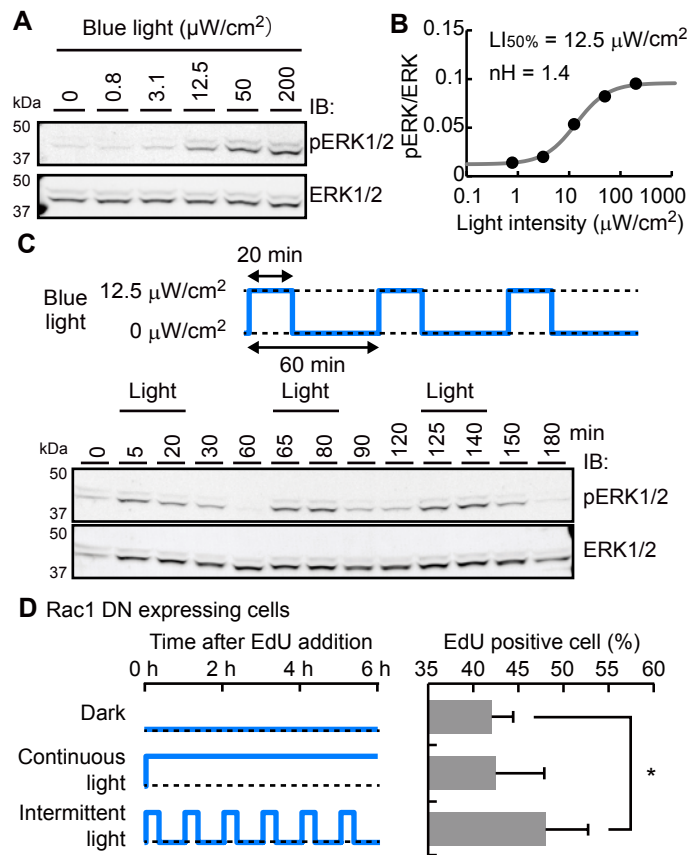 A
Blue light (μW/cm²)
0 0.8 3.1 12.5 50 200
kDa
IB:
50
37
pERK1/2
50
37
ERK1/2
B
LI50% = 12.5 μW/cm²
nH = 1.4
pERK/ERK
0.15
0.1
0.05
0
0.1 1 10 100 1000
Light intensity (μW/cm²)
C
20 min
Blue light
12.5 μW/cm²
0 μW/cm²
60 min
Light Light Light
0 5 20 30 60 65 80 90 120 125 140 150 180 min
kDa
IB:
50
37
pERK1/2
50
37
ERK1/2
D Rac1 DN expressing cells
Time after EdU addition
0 h 2 h 4 h 6 h
Dark
Continuous
light
Intermittent
light
EdU positive cell (%)
35 40 45 50 55 60
*